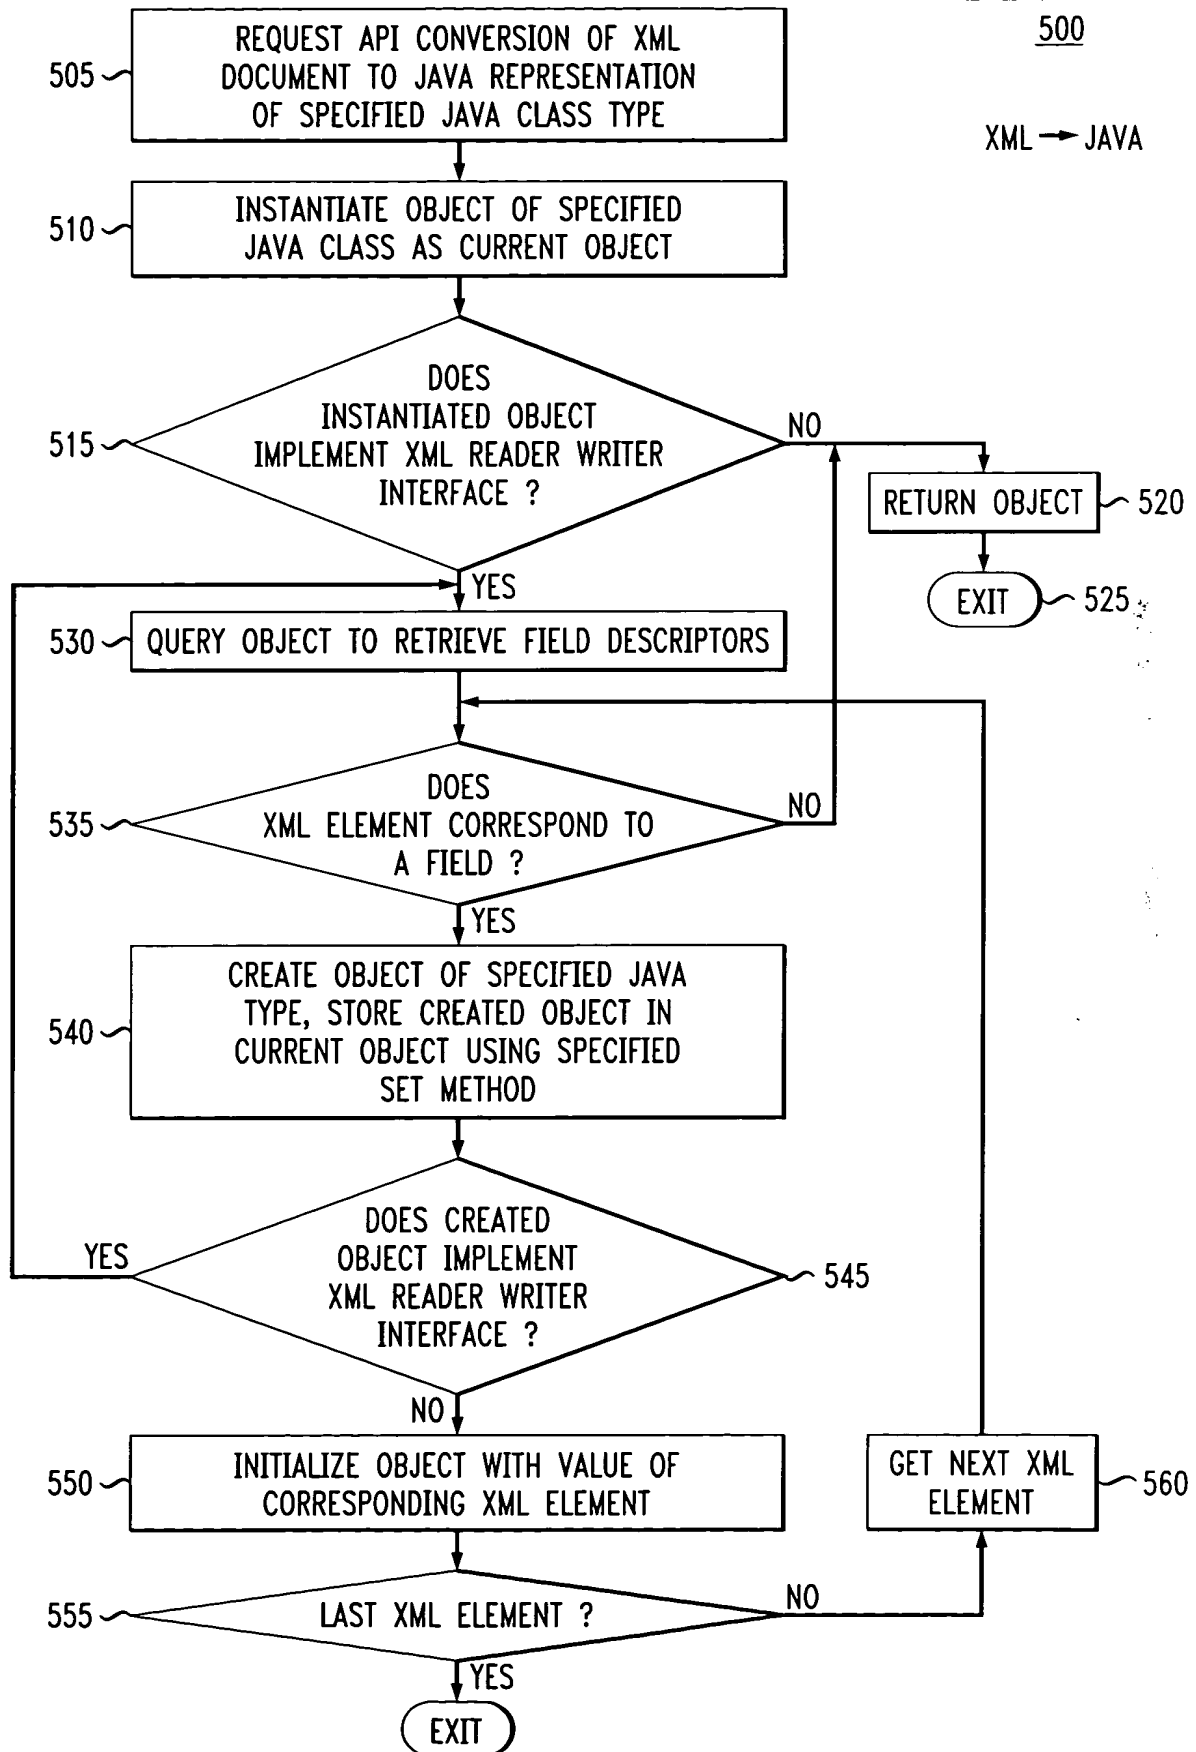 500
XML → JAVA
505
REQUEST API CONVERSION OF XML
DOCUMENT TO JAVA REPRESENTATION
OF SPECIFIED JAVA CLASS TYPE
510
INSTANTIATE OBJECT OF SPECIFIED
JAVA CLASS AS CURRENT OBJECT
515
DOES
INSTANTIATED OBJECT
IMPLEMENT XML READER WRITER
INTERFACE ?
NO
RETURN OBJECT
520
EXIT
525
YES
530
QUERY OBJECT TO RETRIEVE FIELD DESCRIPTORS
535
DOES
XML ELEMENT CORRESPOND TO
A FIELD ?
NO
YES
540
CREATE OBJECT OF SPECIFIED JAVA
TYPE, STORE CREATED OBJECT IN
CURRENT OBJECT USING SPECIFIED
SET METHOD
YES
DOES CREATED
OBJECT IMPLEMENT
XML READER WRITER
INTERFACE ?
545
NO
550
INITIALIZE OBJECT WITH VALUE OF
CORRESPONDING XML ELEMENT
GET NEXT XML
ELEMENT
560
555
LAST XML ELEMENT ?
NO
YES
EXIT